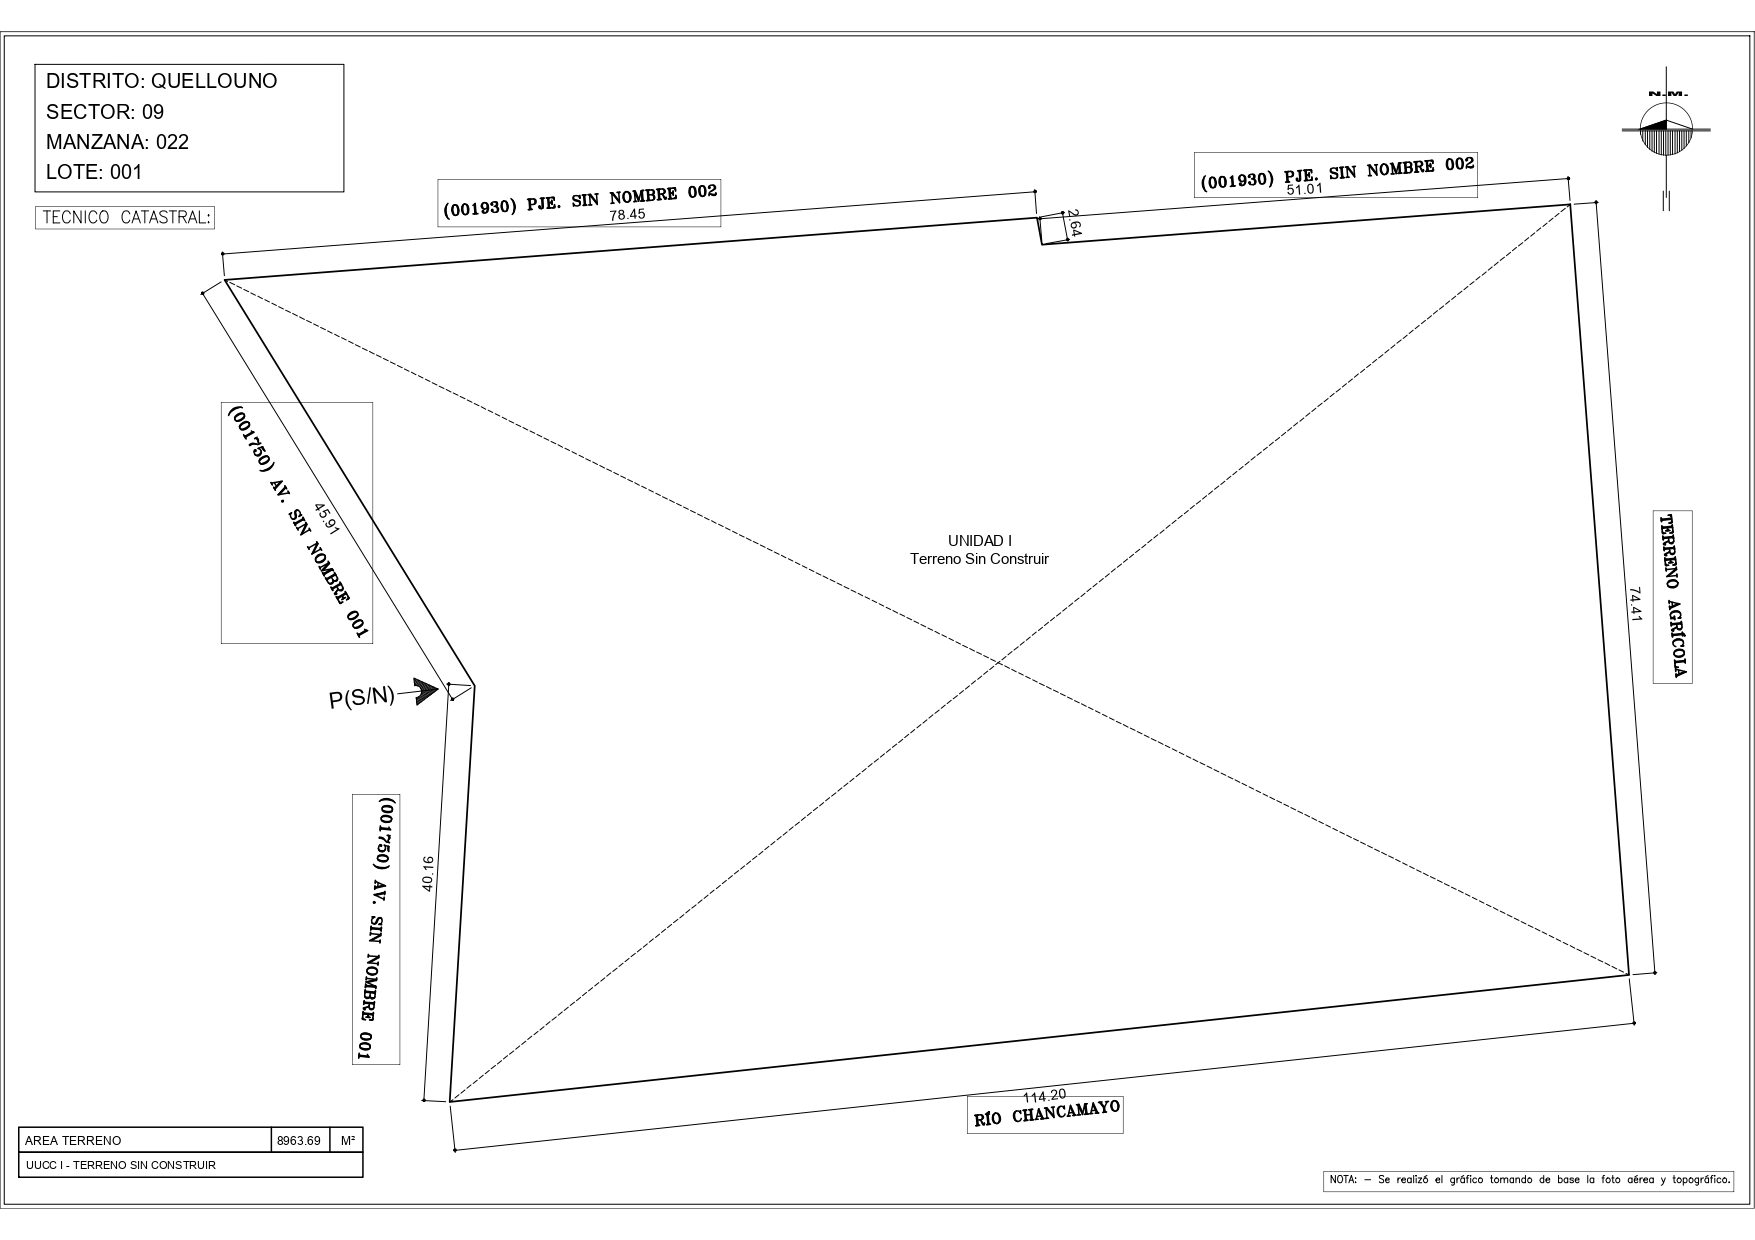 DISTRITO: QUELLOUNO
SECTOR: 09
MANZANA: 022
LOTE: 001
TECNICO CATASTRAL:
N.M.
(001930) PJE. SIN NOMBRE 002
78.45
(001930) PJE. SIN NOMBRE 002
51.01
2.64
(001750) AV. SIN NOMBRE 001
45.91
UNIDAD I
Terreno Sin Construir
74.41
TERRENO AGRÍCOLA
P(S/N)
40.16
(001750) AV. SIN NOMBRE 001
114.20
RÍO CHANCAMAYO
AREA TERRENO 8963.69 M²
UUCC I - TERRENO SIN CONSTRUIR
NOTA: - Se realizó el gráfico tomando de base la foto aérea y topográfico.